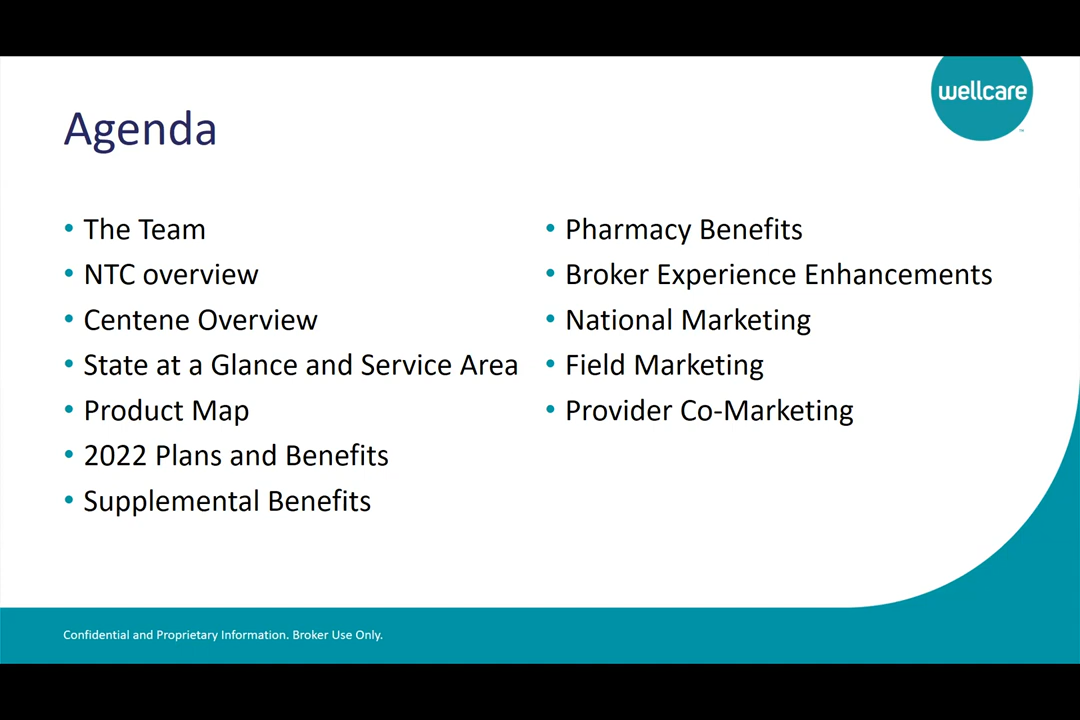 wellcare
™
Agenda
• The Team
• NTC overview
• Centene Overview
• State at a Glance and Service Area
• Product Map
• 2022 Plans and Benefits
• Supplemental Benefits
• Pharmacy Benefits
• Broker Experience Enhancements
• National Marketing
• Field Marketing
• Provider Co-Marketing
Confidential and Proprietary Information. Broker Use Only.